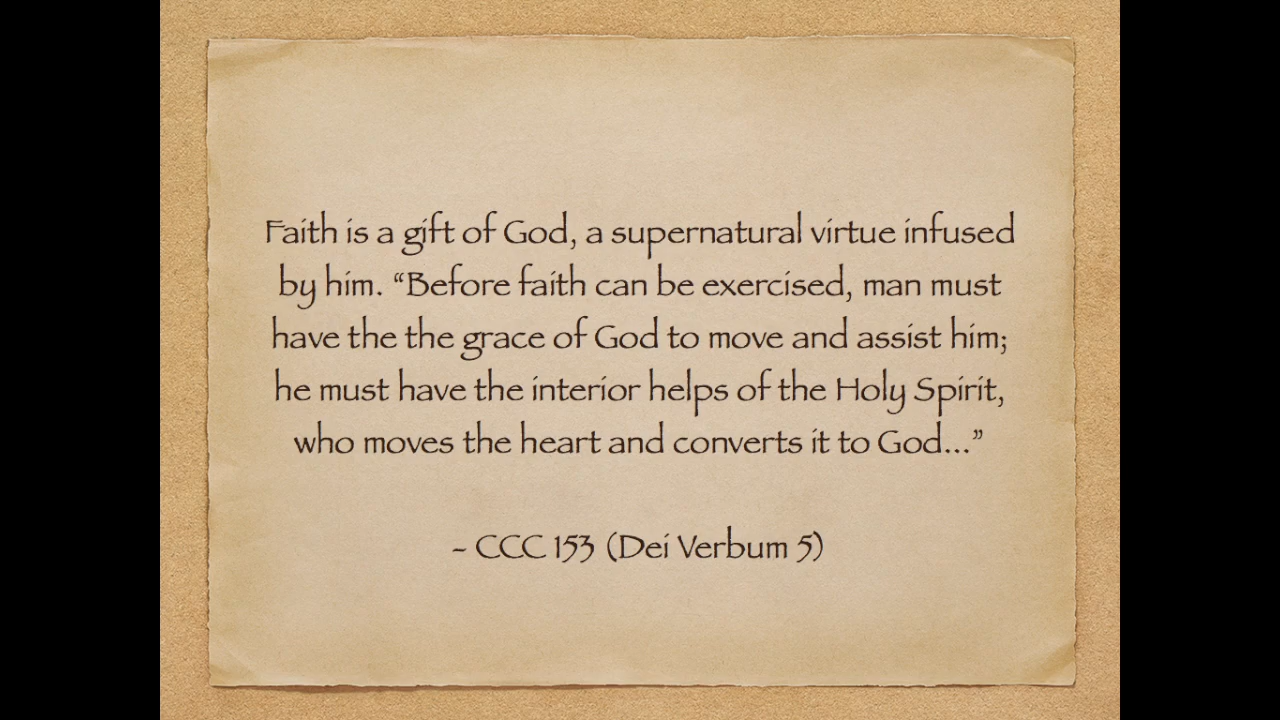 Faith is a gift of God, a supernatural virtue infused
by him. “Before faith can be exercised, man must
have the the grace of God to move and assist him;
he must have the interior helps of the Holy Spirit,
who moves the heart and converts it to God...”
- CCC 153 (Dei Verbum 5)